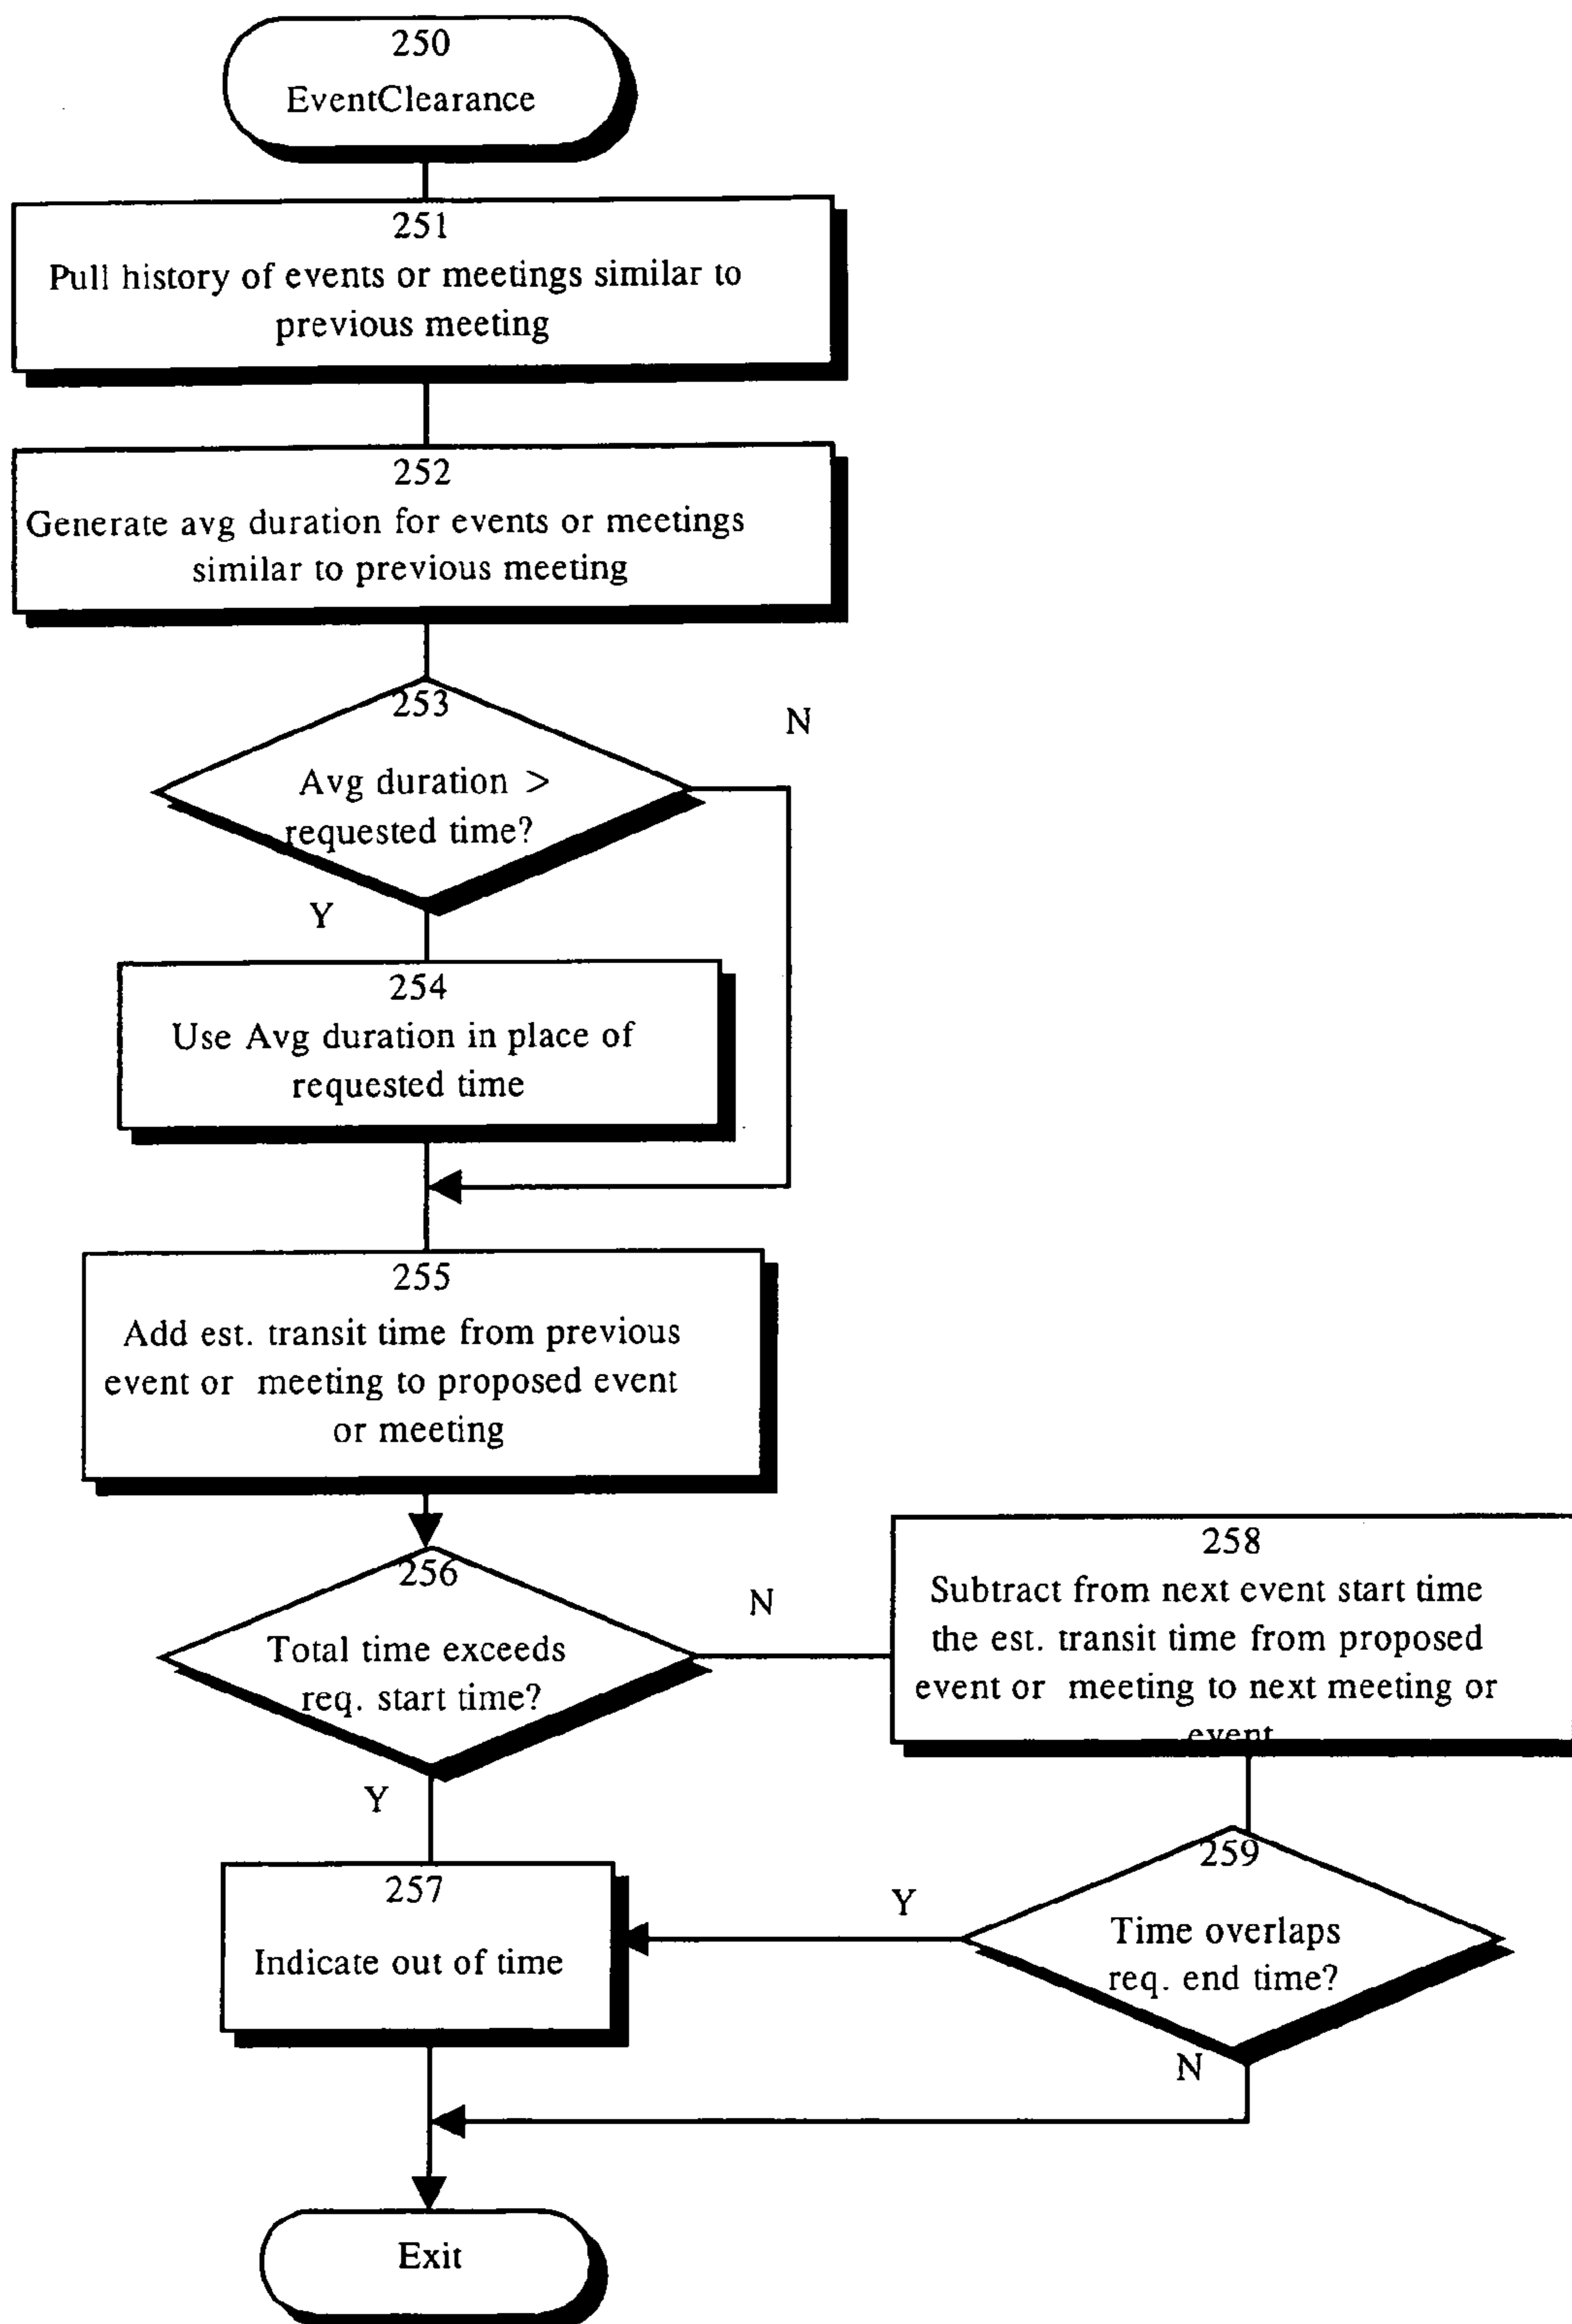 250
EventClearance
251
Pull history of events or meetings similar to
previous meeting
252
Generate avg duration for events or meetings
similar to previous meeting
253
N
Avg duration >
requested time?
Y
254
Use Avg duration in place of
requested time
255
Add est. transit time from previous
event or meeting to proposed event
or meeting
256
N
Total time exceeds
req. start time?
Y
258
Subtract from next event start time
the est. transit time from proposed
event or meeting to next meeting or
event
257
Indicate out of time
259
Y
Time overlaps
req. end time?
N
Exit